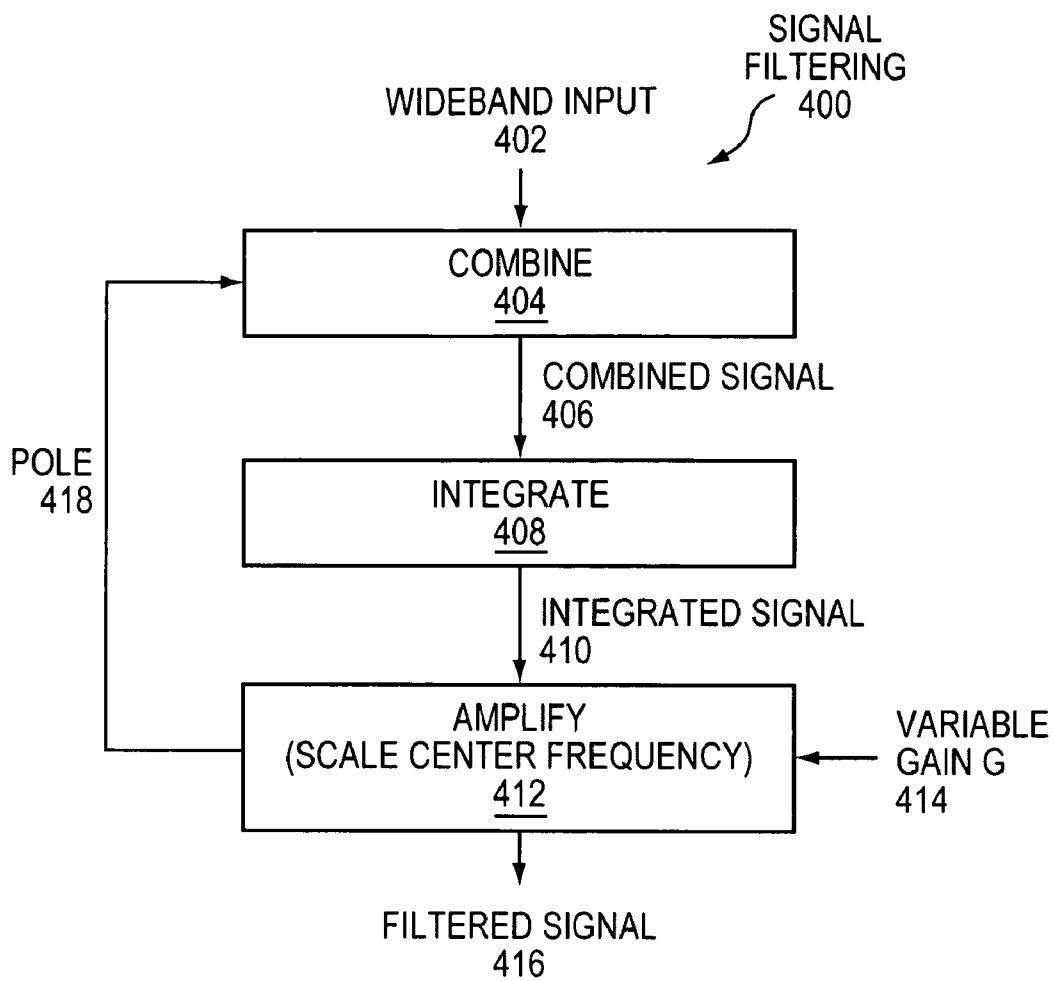 SIGNAL
FILTERING
400
WIDEBAND INPUT
402
COMBINE
404
COMBINED SIGNAL
406
POLE
418
INTEGRATE
408
INTEGRATED SIGNAL
410
AMPLIFY
(SCALE CENTER FREQUENCY)
412
VARIABLE
GAIN G
414
FILTERED SIGNAL
416